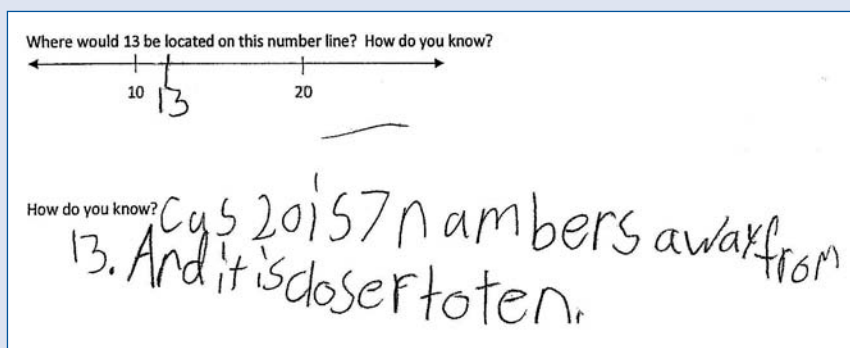 Where would 13 be located on this number line? How do you know?
10 13 20
How do you know? Cus 20 is 7 nambers away from
13. And it is closer to ten.